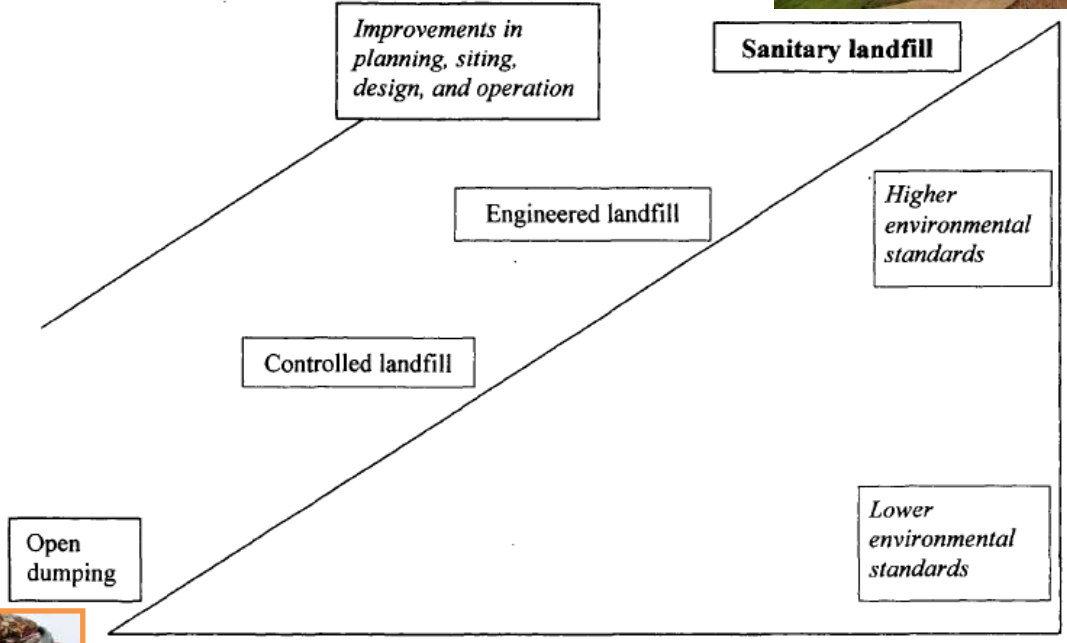 Improvements in
planning, siting,
design, and operation
Sanitary landfill
Engineered landfill
Higher
environmental
standards
Controlled landfill
Lower
environmental
standards
Open
dumping